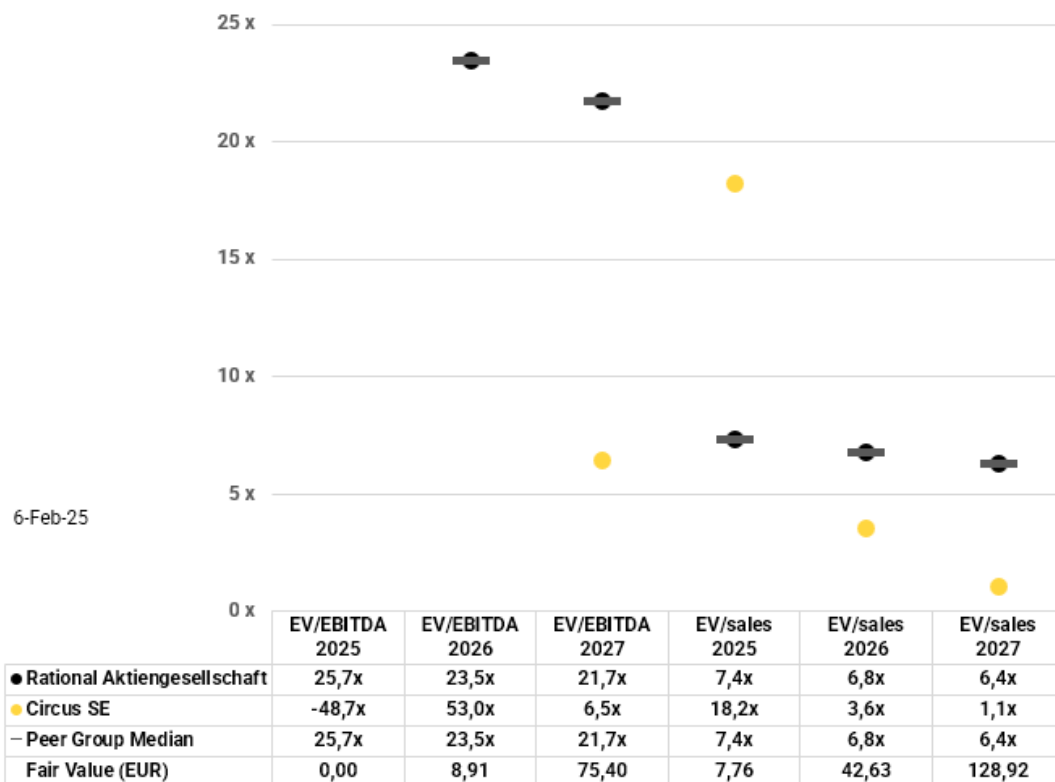 25 x
20 x
15 x
10 x
5 x
6-Feb-25
0 x
EV/EBITDA 2025 EV/EBITDA 2026 EV/EBITDA 2027 EV/sales 2025 EV/sales 2026 EV/sales 2027
Rational Aktiengesellschaft 25,7x 23,5x 21,7x 7,4x 6,8x 6,4x
Circus SE -48,7x 53,0x 6,5x 18,2x 3,6x 1,1x
Peer Group Median 25,7x 23,5x 21,7x 7,4x 6,8x 6,4x
Fair Value (EUR) 0,00 8,91 75,40 7,76 42,63 128,92